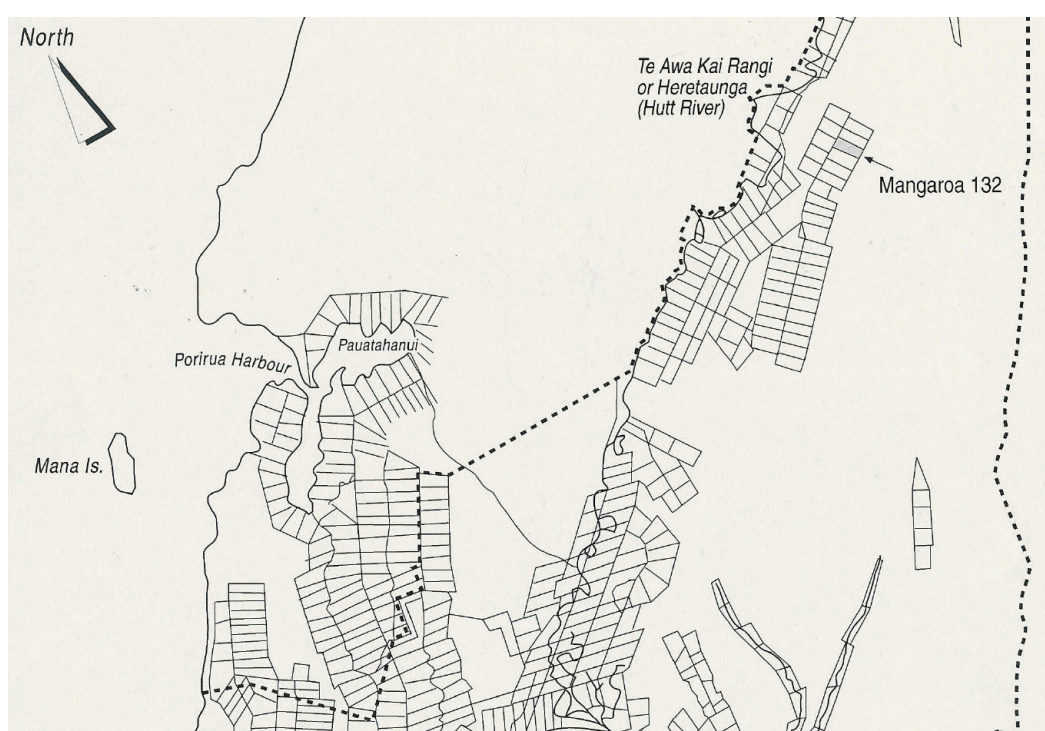 North
Te Awa Kai Rangi
or Heretaunga
(Hutt River)
Mangaroa 132
Pauatahanui
Porirua Harbour
Mana Is.